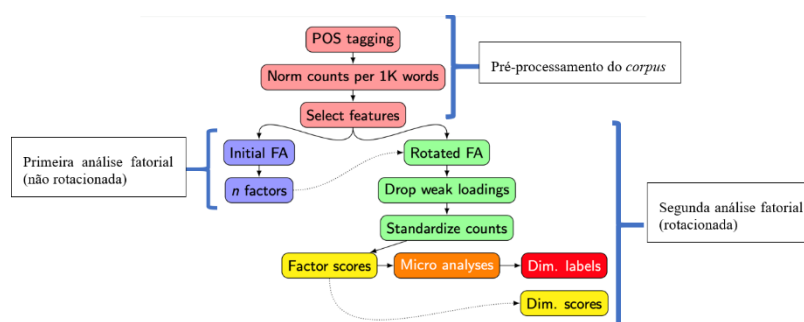 POS tagging
Norm counts per 1K words
Pré-processamento do corpus
Select features
Primeira análise fatorial
(não rotacionada)
Initial FA
Rotated FA
n factors
Drop weak loadings
Standardize counts
Segunda análise fatorial
(rotacionada)
Factor scores
Micro analyses
Dim. labels
Dim. scores